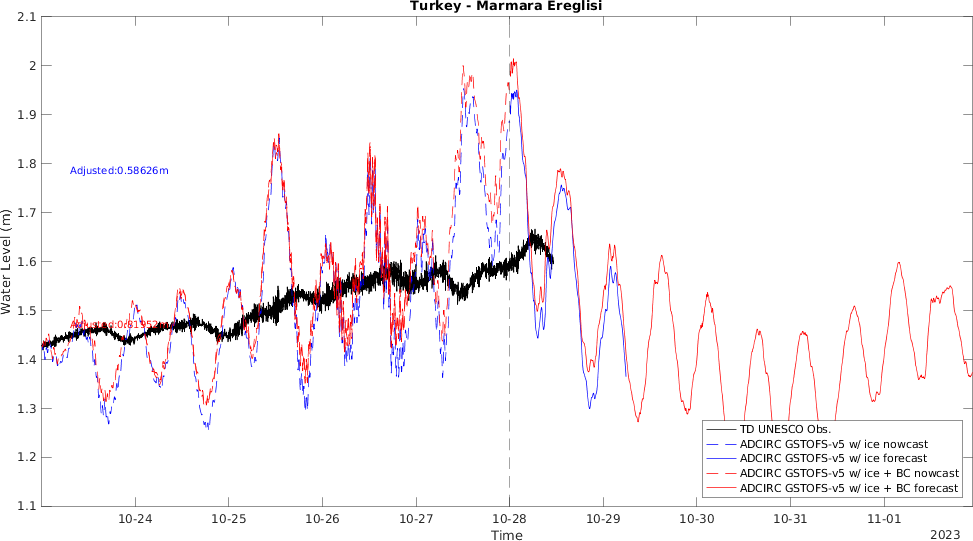 Turkey - Marmara Ereglisi
2.1
2
1.9
1.8
1.7
1.6
1.5
1.4
1.3
1.2
1.1
Water Level (m)
Adjusted:0.58626m
TD UNESCO Obs.
ADCIRC GSTOFS-v5 w/ ice nowcast
ADCIRC GSTOFS-v5 w/ ice forecast
ADCIRC GSTOFS-v5 w/ ice + BC nowcast
ADCIRC GSTOFS-v5 w/ ice + BC forecast
10-24 10-25 10-26 10-27 10-28 10-29 10-30 10-31 11-01
Time
2023